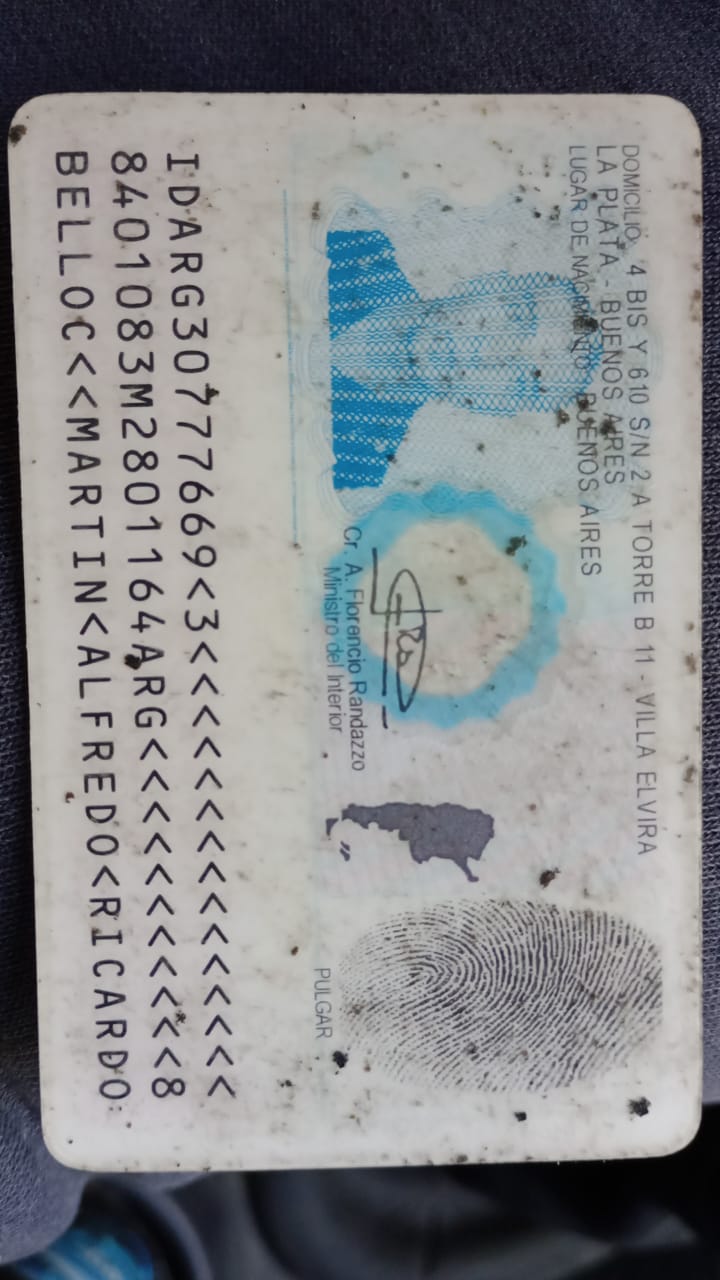 DOMICILIO: 4 BIS Y 610 S/N 2 A TORRE B 11 - VILLA ELVIRA
LA PLATA - BUENOS AIRES
LUGAR DE NACIMIENTO: BUENOS AIRES
Cr. A. Florencio Randazzo
Ministro del Interior
PULGAR
IDARG30777669<3<<<<<<<<<<<<<<<
8401083M2801164ARG<<<<<<<<<<<8
BELLOC<<MARTIN<ALFREDO<RICARDO